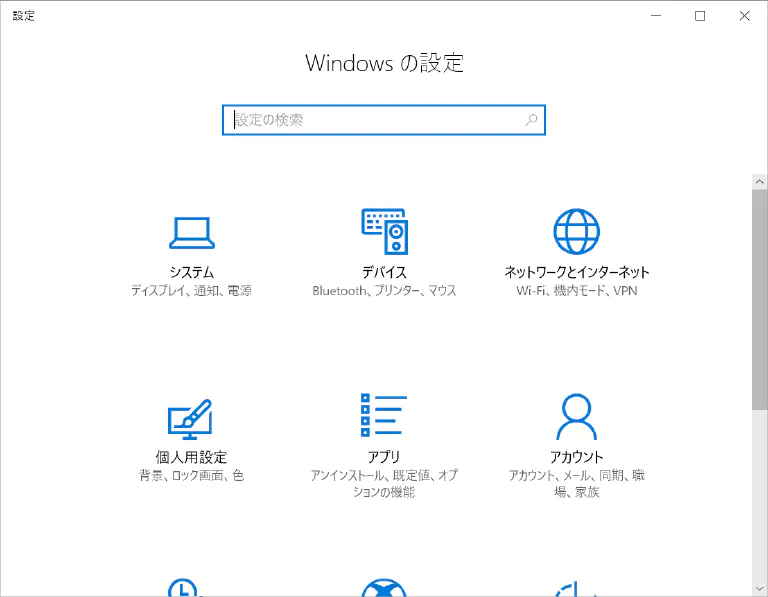 設定
Windows の設定
設定の検索
システム
ディスプレイ、通知、電源
デバイス
Bluetooth、プリンター、マウス
ネットワークとインターネット
Wi-Fi、機内モード、VPN
個人用設定
背景、ロック画面、色
アプリ
アンインストール、既定値、オプ
ションの機能
アカウント
アカウント、メール、同期、職
場、家族